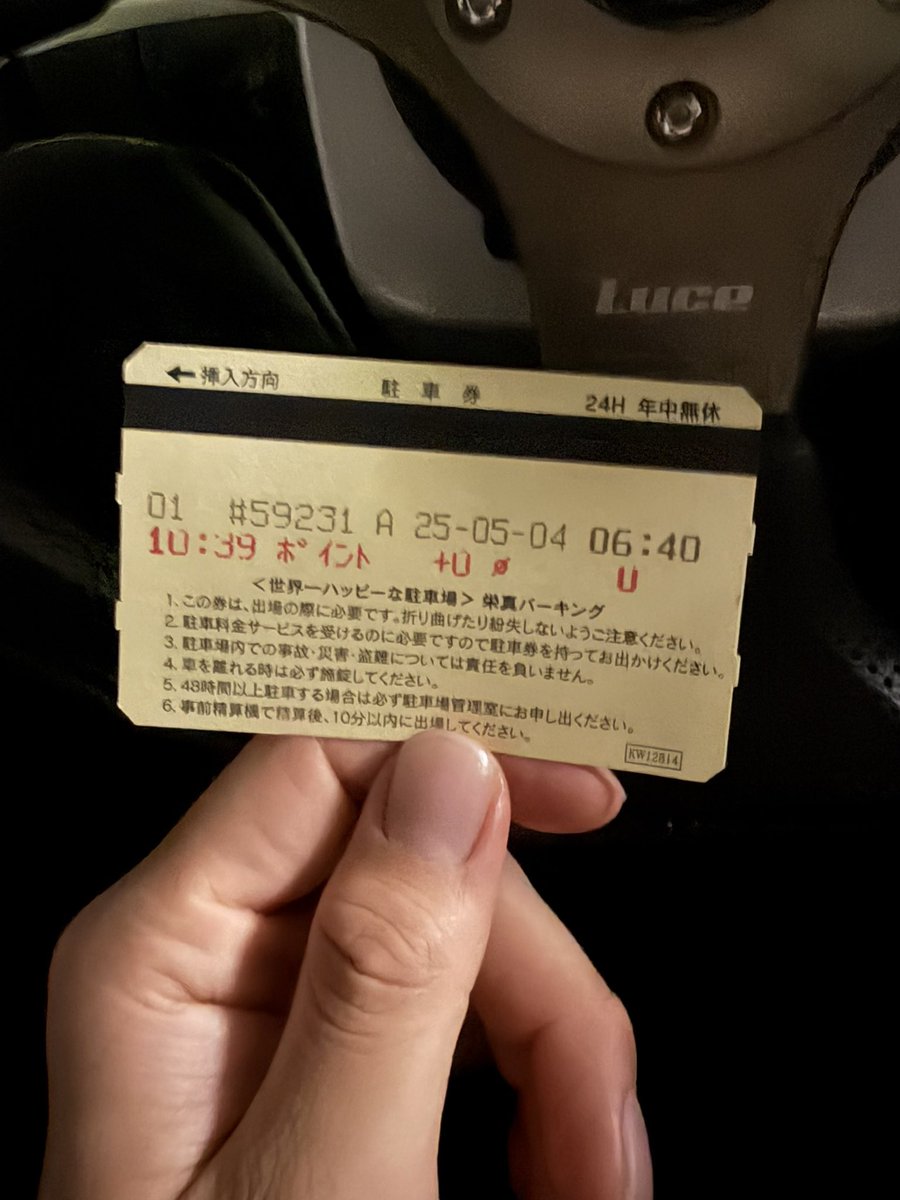 Luce
←挿入方向 駐車券 24H 年中無休
01 #59231 A 25-05-04 06:40
10:39 ポイント +0 0
0
<世界一ハッピーな駐車場> 栄真パーキング
1. この券は、出場の際に必要です。折り曲げたり紛失しないようご注意ください。
2. 駐車料金サービスを受けるのに必要ですので駐車券を持ってお出かけください。
3. 駐車場内での事故・災害・盗難については責任を負いません。
4. 車を離れる時は必ず施錠してください。
5. 48時間以上駐車する場合は必ず駐車場管理室にお申し出ください。
6. 事前精算機で精算後、10分以内に出場してください。
KW12814